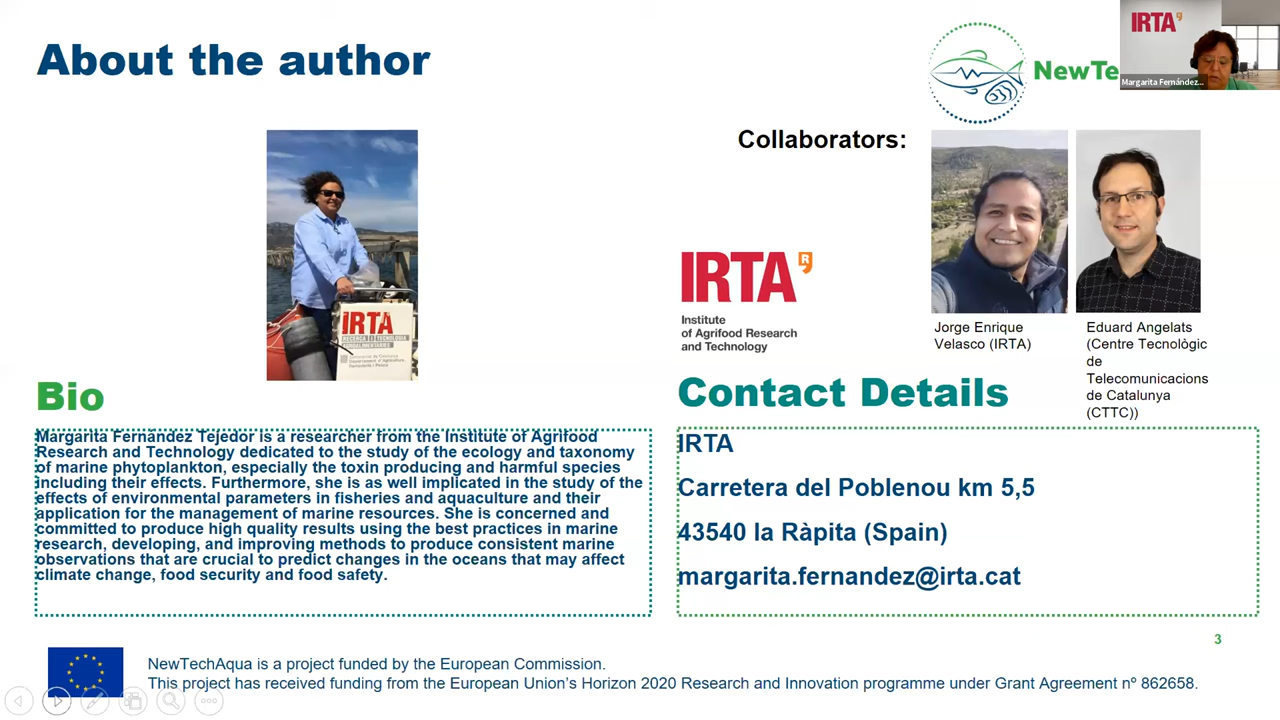 About the author
NewTe
IRTA
Margarita Fernández...
Collaborators:
IRTA
R
Institute
of Agrifood Research
and Technology
IRTA
RECERCA I TECNOLOGIA
AGROALIMENTÀRIES
Jorge Enrique
Velasco (IRTA)
Eduard Angelats
(Centre Tecnològic
de
Telecomunicacions
de Catalunya
(CTTC))
Bio
Margarita Fernández Tejedor is a researcher from the Institute of Agrifood
Research and Technology dedicated to the study of the ecology and taxonomy
of marine phytoplankton, especially the toxin producing and harmful species
including their effects. Furthermore, she is as well implicated in the study of the
effects of environmental parameters in fisheries and aquaculture and their
application for the management of marine resources. She is concerned and
committed to produce high quality results using the best practices in marine
research, developing, and improving methods to produce consistent marine
observations that are crucial to predict changes in the oceans that may affect
climate change, food security and food safety.
Contact Details
IRTA
Carretera del Poblenou km 5,5
43540 la Ràpita (Spain)
margarita.fernandez@irta.cat
3
NewTechAqua is a project funded by the European Commission.
This project has received funding from the European Union's Horizon 2020 Research and Innovation programme under Grant Agreement nº 862658.